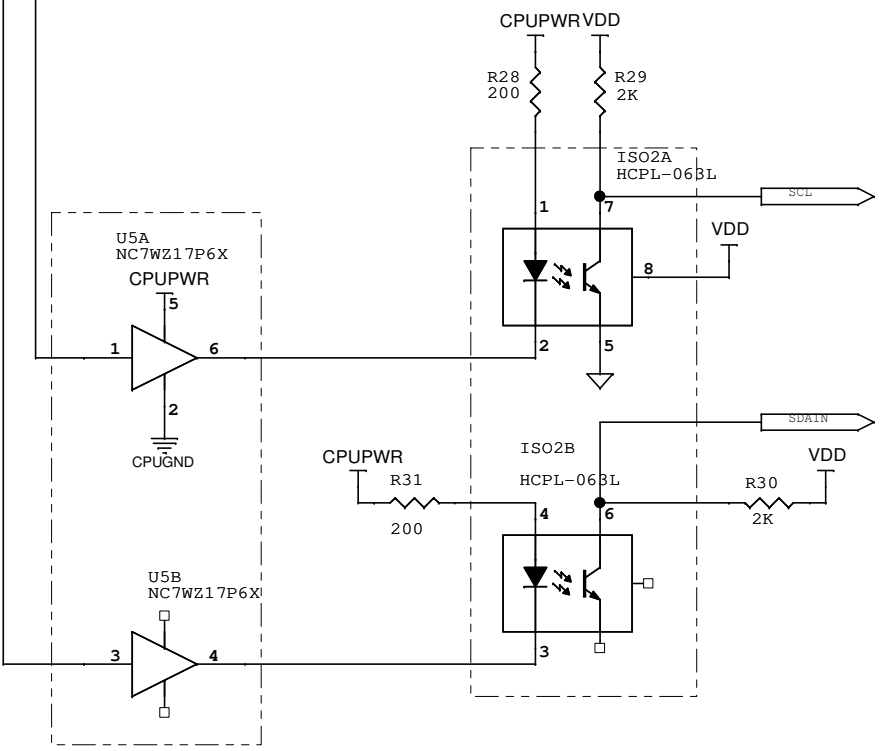 CPUPWR VDD
R28
200
R29
2K
ISO2A
HCPL-063L
SCL
1
7
VDD
8
U5A
NC7WZ17P6X
CPUPWR
5
1
6
2
5
2
CPUGND
SDAIN
ISO2B
HCPL-063L
CPUPWR
R31
200
VDD
R30
2K
4
6
U5B
NC7WZ17P6X
3
4
3